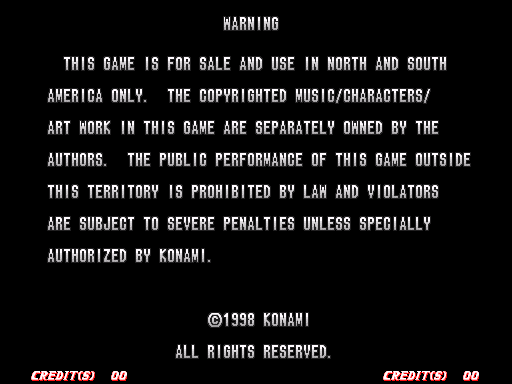 WARNING
THIS GAME IS FOR SALE AND USE IN NORTH AND SOUTH
AMERICA ONLY.  THE COPYRIGHTED MUSIC/CHARACTERS/
ART WORK IN THIS GAME ARE SEPARATELY OWNED BY THE
AUTHORS.  THE PUBLIC PERFORMANCE OF THIS GAME OUTSIDE
THIS TERRITORY IS PROHIBITED BY LAW AND VIOLATORS
ARE SUBJECT TO SEVERE PENALTIES UNLESS SPECIALLY
AUTHORIZED BY KONAMI.
©1998 KONAMI
ALL RIGHTS RESERVED.
CREDIT(S)  00
CREDIT(S)  00